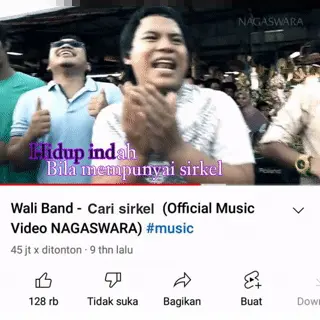 NAGASWARA
Hidup indah
Bila mempunyai sirkel
Wali Band - Cari sirkel (Official Music
Video NAGASWARA) #music
45 jt x ditonton · 9 thn lalu
128 rb
Tidak suka
Bagikan
Buat
Down